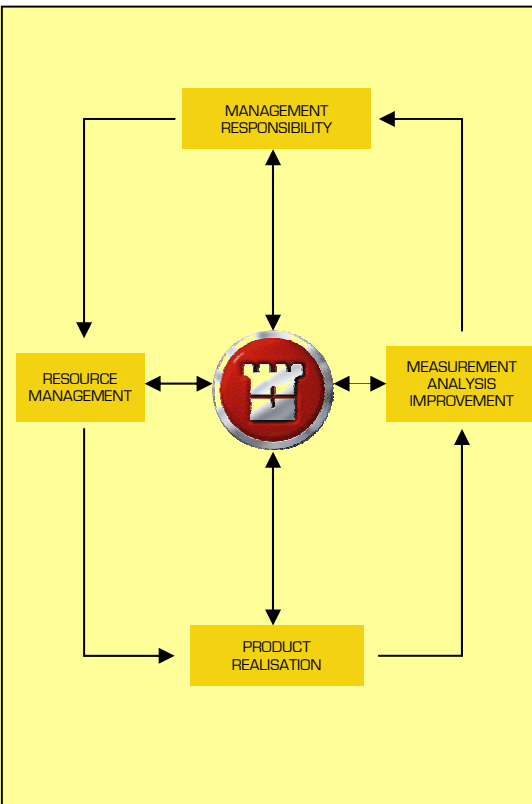 MANAGEMENT
RESPONSIBILITY
RESOURCE
MANAGEMENT
MEASUREMENT
ANALYSIS
IMPROVEMENT
PRODUCT
REALISATION